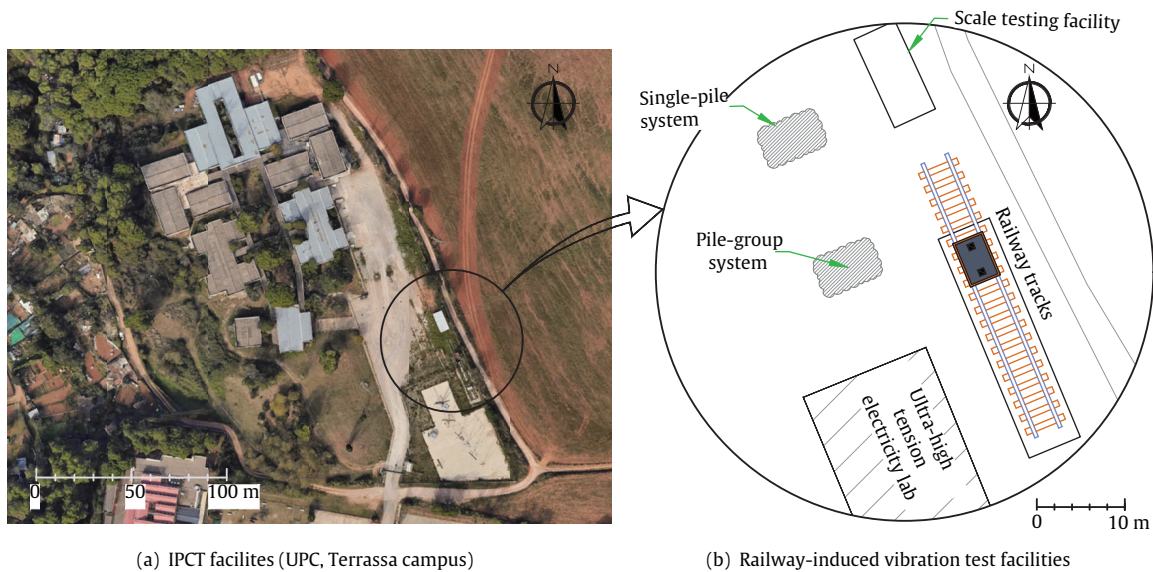 N
0
50
100 m
(a) IPCT facilites (UPC, Terrassa campus)
Scale testing facility
Single-pile
system
N
Pile-group
system
Railway tracks
Ultra-high
tension
electricity lab
0
10 m
(b) Railway-induced vibration test facilities